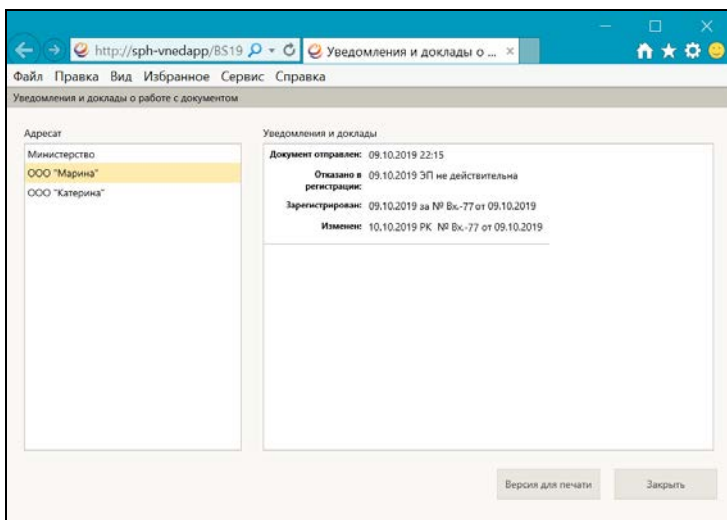 http://sph-vnedapp/BS19
Уведомления и доклады о ...
Файл Правка Вид Избранное Сервис Справка
Уведомления и доклады о работе с документом
Адресат
Министерство
ООО "Марина"
ООО "Катерина"
Уведомления и доклады
Документ отправлен: 09.10.2019 22:15
Отказано в регистрации: 09.10.2019 ЭП не действительна
Зарегистрирован: 09.10.2019 за № Вх.-77 от 09.10.2019
Изменен: 10.10.2019 РК № Вх.-77 от 09.10.2019
Версия для печати
Закрыть